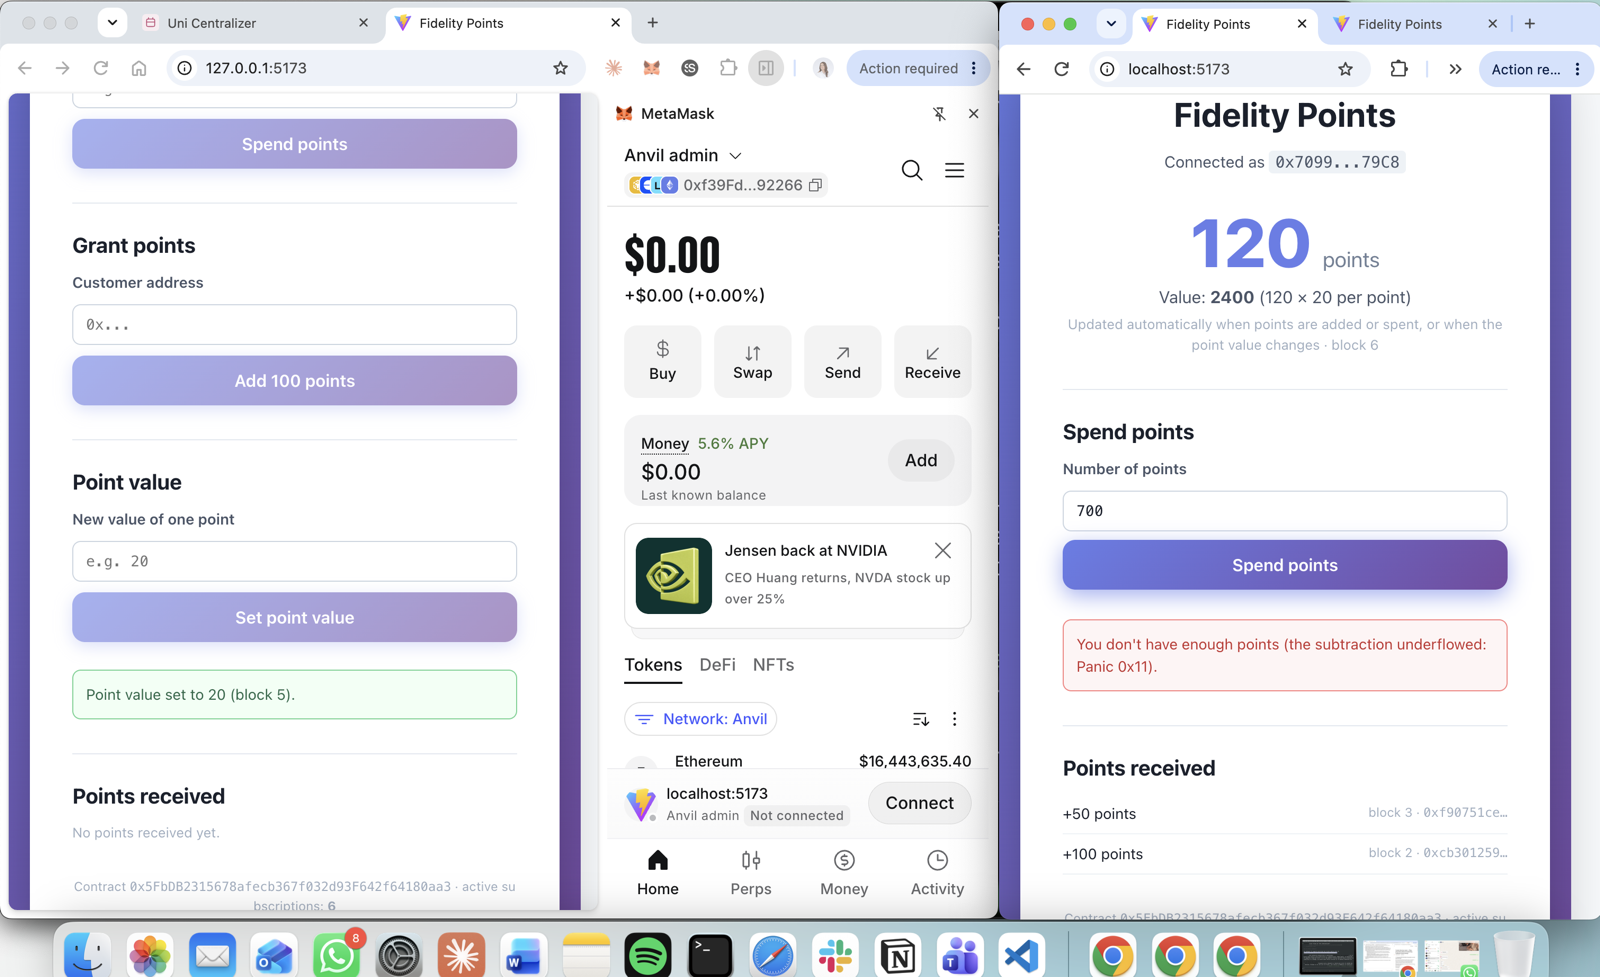 Uni Centralizer
Fidelity Points
127.0.0.1:5173
Action required
Spend points
Grant points
Customer address
0x...
Add 100 points
Point value
New value of one point
e.g. 20
Set point value
Point value set to 20 (block 5).
Points received
No points received yet.
Contract 0x5FbDB2315678afecb367f032d93F642f64180aa3 · active su
bscriptions: 6
MetaMask
Anvil admin
0xf39Fd...92266
$0.00
+$0.00 (+0.00%)
Buy
Swap
Send
Receive
Money 5.6% APY
$0.00
Last known balance
Add
Jensen back at NVIDIA
CEO Huang returns, NVDA stock up
over 25%
Tokens DeFi NFTs
Network: Anvil
Ethereum $16,443,635.40
localhost:5173
Anvil admin Not connected
Connect
Home
Perps
Money
Activity
Fidelity Points
Fidelity Points
localhost:5173
Action re...
Fidelity Points
Connected as 0x7099...79C8
120 points
Value: 2400 (120 × 20 per point)
Updated automatically when points are added or spent, or when the
point value changes · block 6
Spend points
Number of points
700
Spend points
You don't have enough points (the subtraction underflowed:
Panic 0x11).
Points received
+50 points block 3 · 0xf90751ce…
+100 points block 2 · 0xcb301259…
Contract 0x5FbDB2315678afecb367f032d93F642f64180aa3 · active su
8